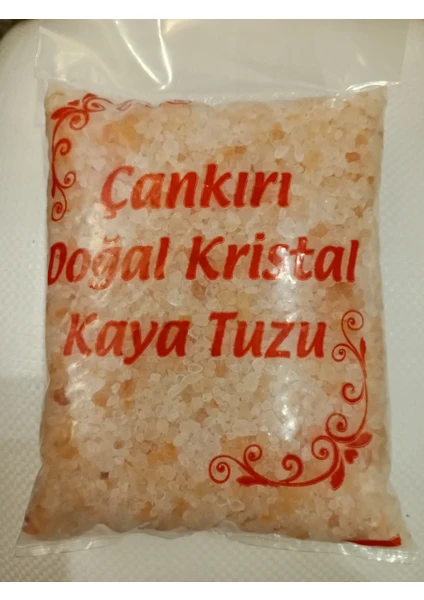 Çankırı
Doğal Kristal
Kaya Tuzu